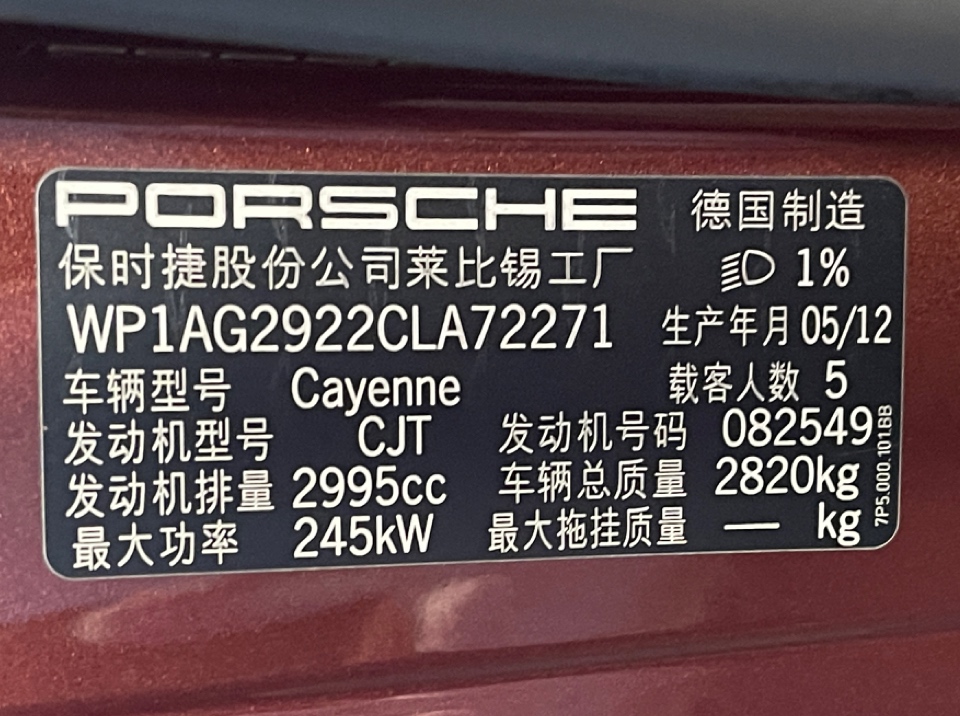 PORSCHE 德国制造
保时捷股份公司莱比锡工厂 1%
WP1AG2922CLA72271 生产年月 05/12
车辆型号 Cayenne 载客人数 5
发动机型号 CJT 发动机号码 082549
发动机排量 2995cc 车辆总质量 2820kg
最大功率 245kW 最大拖挂质量 — kg
7P5.000.101.BB